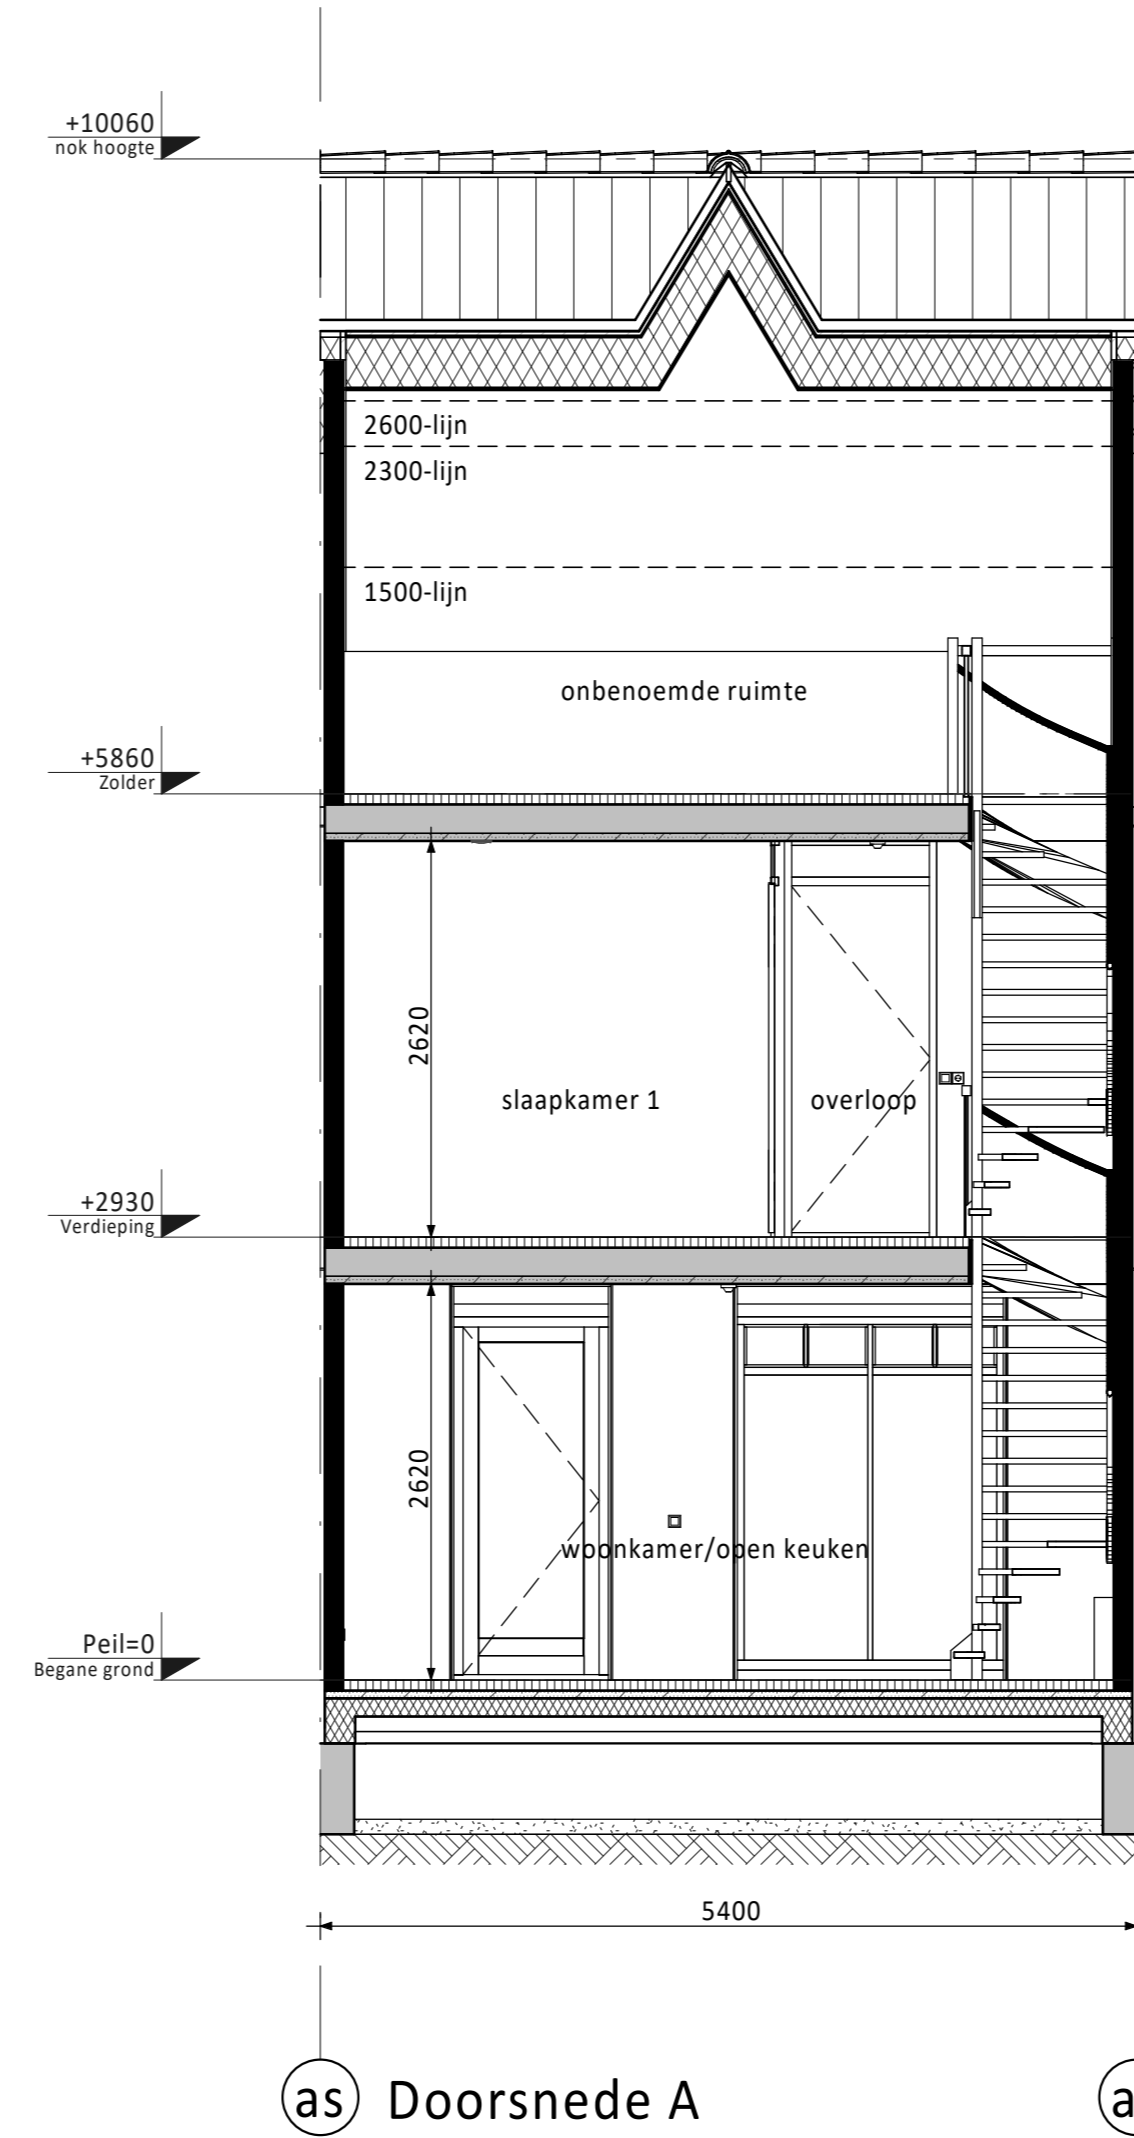 +10060
nok hoogte
2600-lijn
2300-lijn
1500-lijn
onbenoemde ruimte
+5860
Zolder
2620
slaapkamer 1
overloop
+2930
Verdieping
2620
woonkamer/open keuken
Peil=0
Begane grond
5400
as
Doorsnede A
a